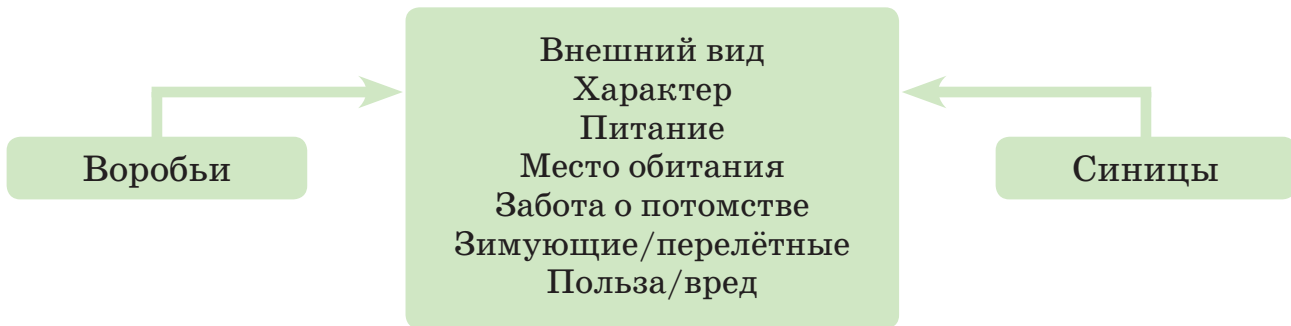 Воробьи
Внешний вид
Характер
Питание
Место обитания
Забота о потомстве
Зимующие/перелётные
Польза/вред
Синицы